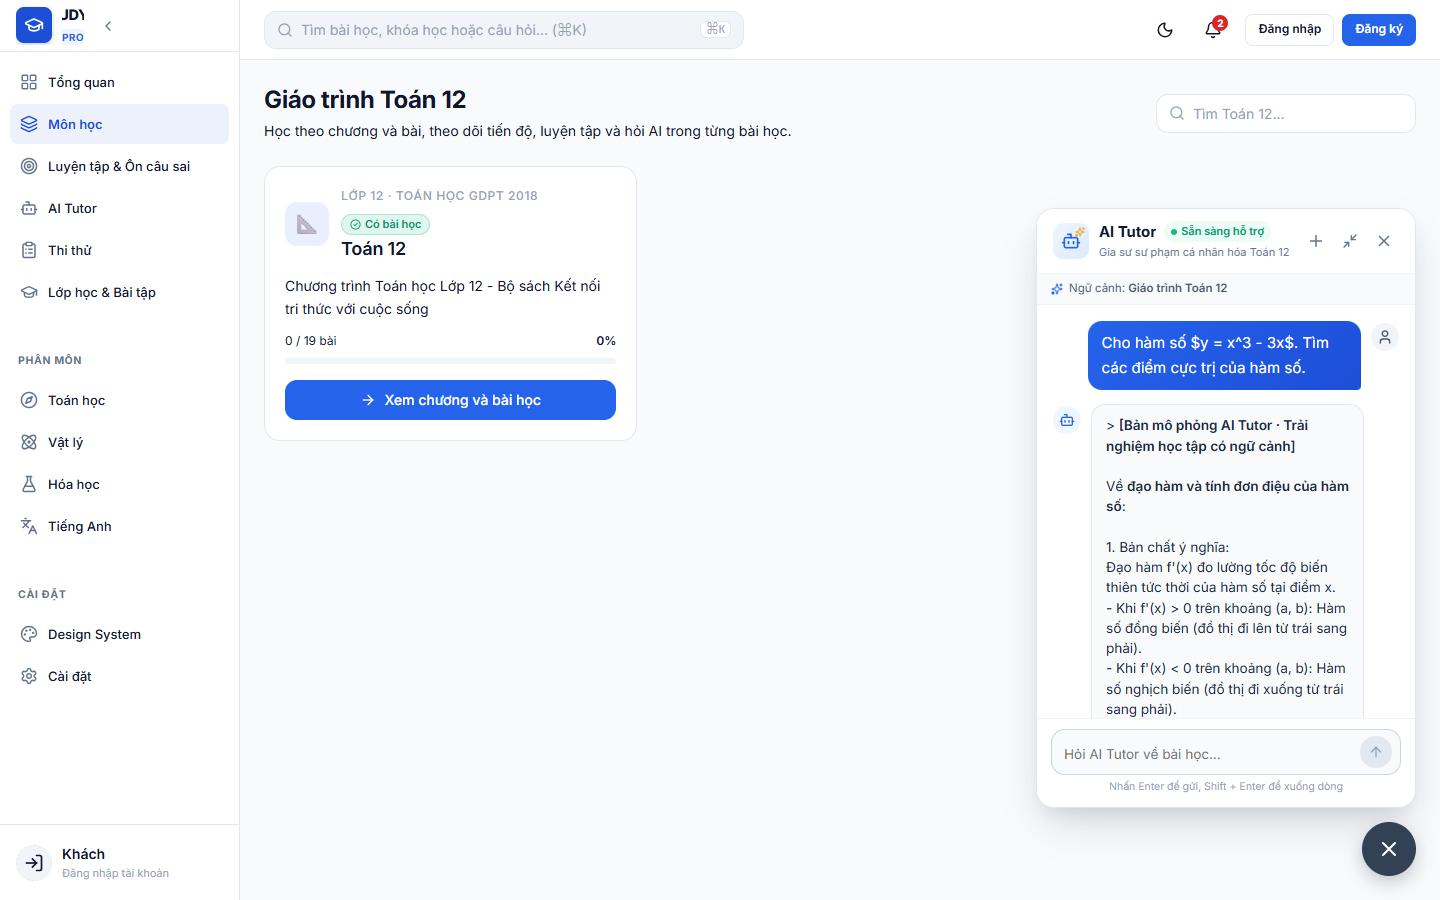 JDY
PRO
Tìm bài học, khóa học hoặc câu hỏi... (⌘K)
⌘K
2
Đăng nhập
Đăng ký
Tổng quan
Môn học
Luyện tập & Ôn câu sai
AI Tutor
Thi thử
Lớp học & Bài tập
PHÂN MÔN
Toán học
Vật lý
Hóa học
Tiếng Anh
CÀI ĐẶT
Design System
Cài đặt
Khách
Đăng nhập tài khoản
Giáo trình Toán 12
Học theo chương và bài, theo dõi tiến độ, luyện tập và hỏi AI trong từng bài học.
Tìm Toán 12...
LỚP 12 · TOÁN HỌC GDPT 2018
Có bài học
Toán 12
Chương trình Toán học Lớp 12 - Bộ sách Kết nối
tri thức với cuộc sống
0 / 19 bài
0%
Xem chương và bài học
AI Tutor
Sẵn sàng hỗ trợ
Gia sư sư phạm cá nhân hóa Toán 12
Ngữ cảnh: Giáo trình Toán 12
Cho hàm số $y = x^3 - 3x$. Tìm
các điểm cực trị của hàm số.
> [Bản mô phỏng AI Tutor · Trải
nghiệm học tập có ngữ cảnh]
Về đạo hàm và tính đơn điệu của hàm
số:
1. Bản chất ý nghĩa:
Đạo hàm f'(x) đo lường tốc độ biến
thiên tức thời của hàm số tại điểm x.
- Khi f'(x) > 0 trên khoảng (a, b): Hàm
số đồng biến (đồ thị đi lên từ trái sang
phải).
- Khi f'(x) < 0 trên khoảng (a, b): Hàm
số nghịch biến (đồ thị đi xuống từ trái
sang phải).
Hỏi AI Tutor về bài học...
Nhấn Enter để gửi, Shift + Enter để xuống dòng